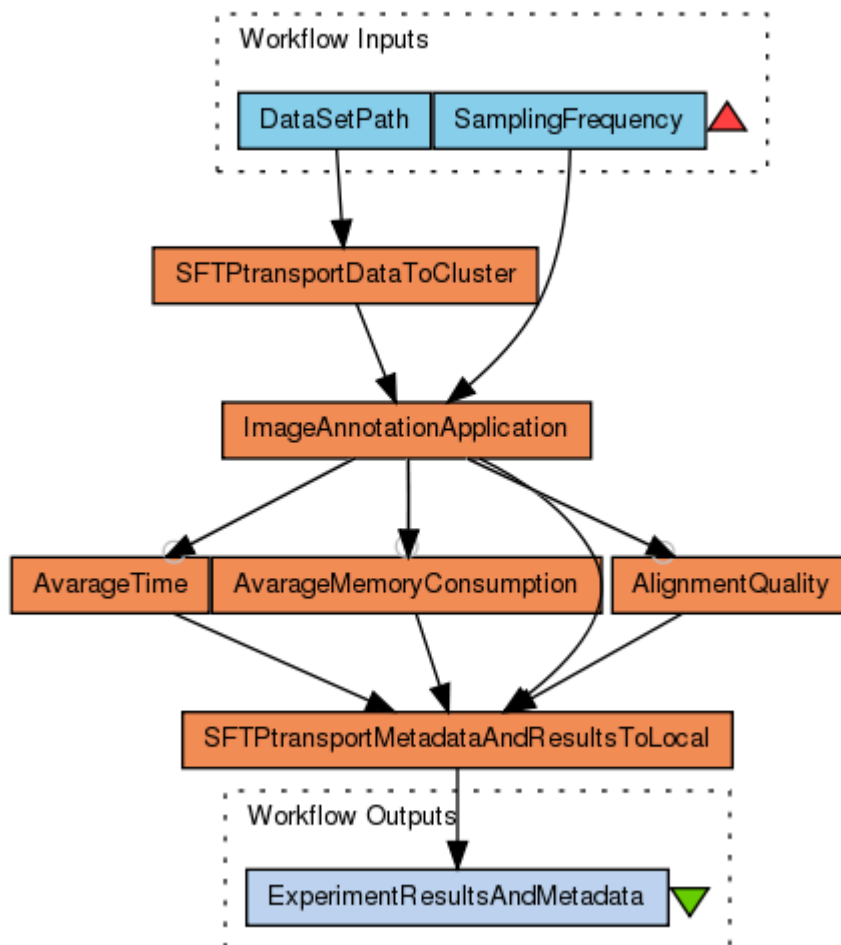 Workflow Inputs
DataSetPath
SamplingFrequency
SFTPtransportDataToCluster
ImageAnnotationApplication
AvarageTime
AvarageMemoryConsumption
AlignmentQuality
SFTPtransportMetadataAndResultsToLocal
Workflow Outputs
ExperimentResultsAndMetadata